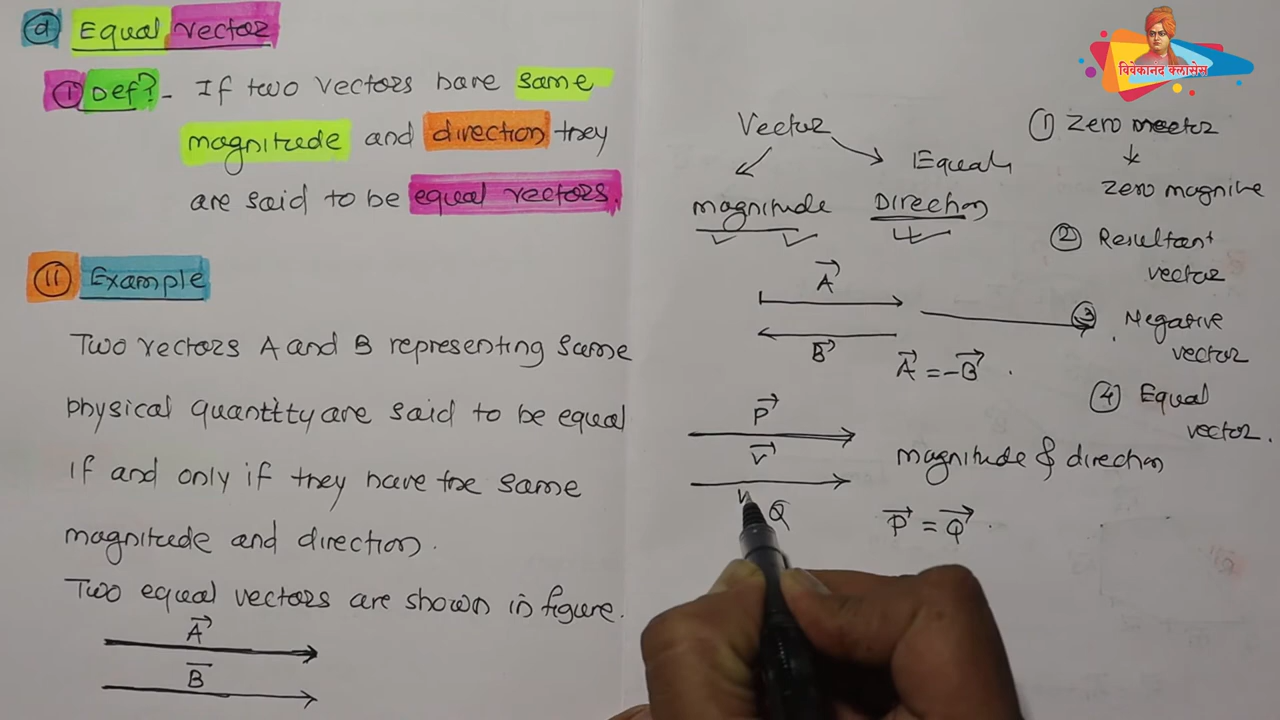 d Equal vector
i Def? - If two vectors have same
magnitude and direction they
are said to be equal vectors.
ii Example
Two vectors A and B representing same
physical quantity are said to be equal
if and only if they have the same
magnitude and direction.
Two equal vectors are shown in figure.
A
B
विवेकानंद क्लासेस
Vector
Equal
magnitude Direction
A
B
A = -B
P
V
Q
magnitude & direction
P = Q
1 Zero vector
Zero magnitude
2 Resultant
vector
3 Negative
vector
4 Equal
vector.